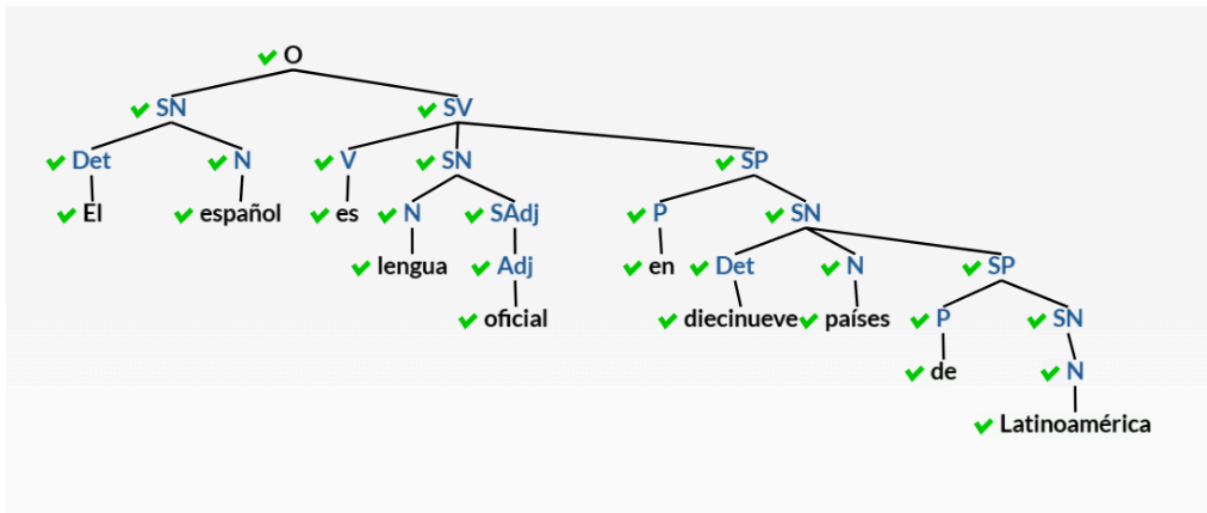 O
SN SV
Det N V SN SP
El español es N SAdj P SN
lengua Adj en Det N SP
oficial diecinueve países P SN
de N
Latinoamérica